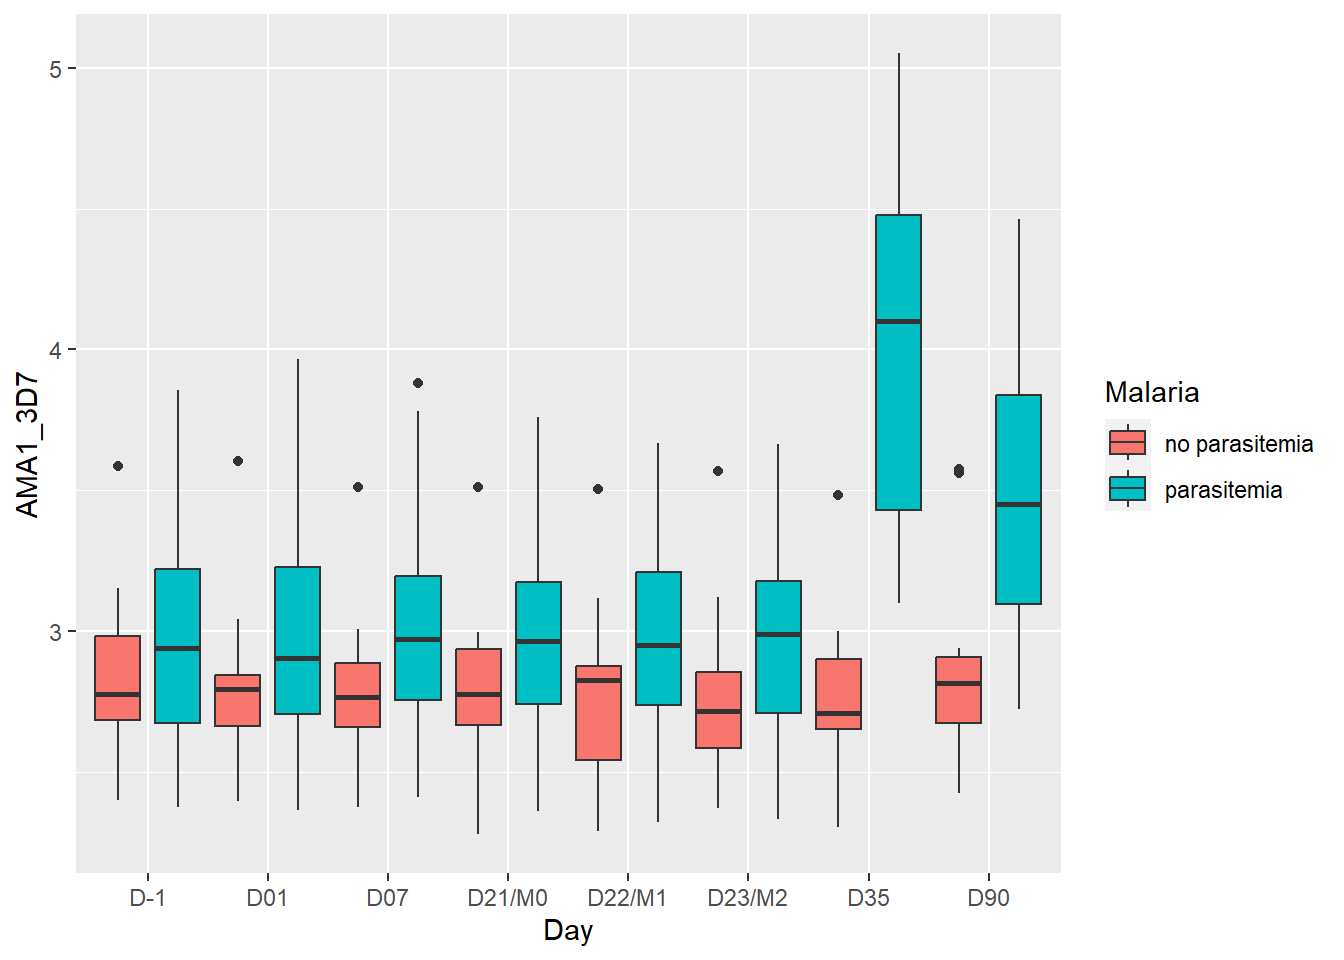 5
4
3
AMA1_3D7
D-1 D01 D07 D21/M0 D22/M1 D23/M2 D35 D90
Day
Malaria
no parasitemia
parasitemia